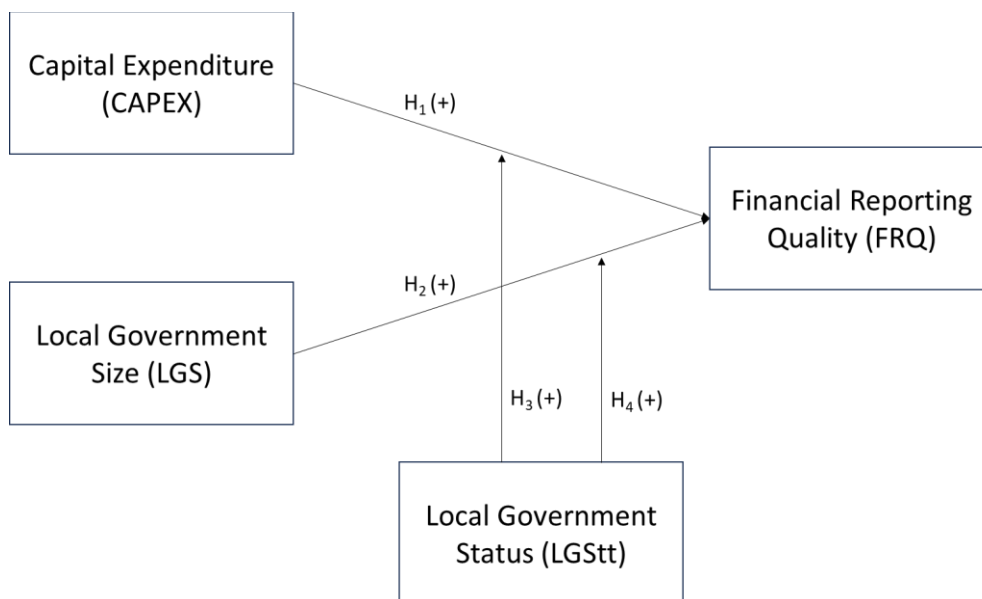 Capital Expenditure
(CAPEX)
H₁ (+)
Financial Reporting
Quality (FRQ)
H₂ (+)
Local Government
Size (LGS)
H₃ (+)
H₄ (+)
Local Government
Status (LGStt)